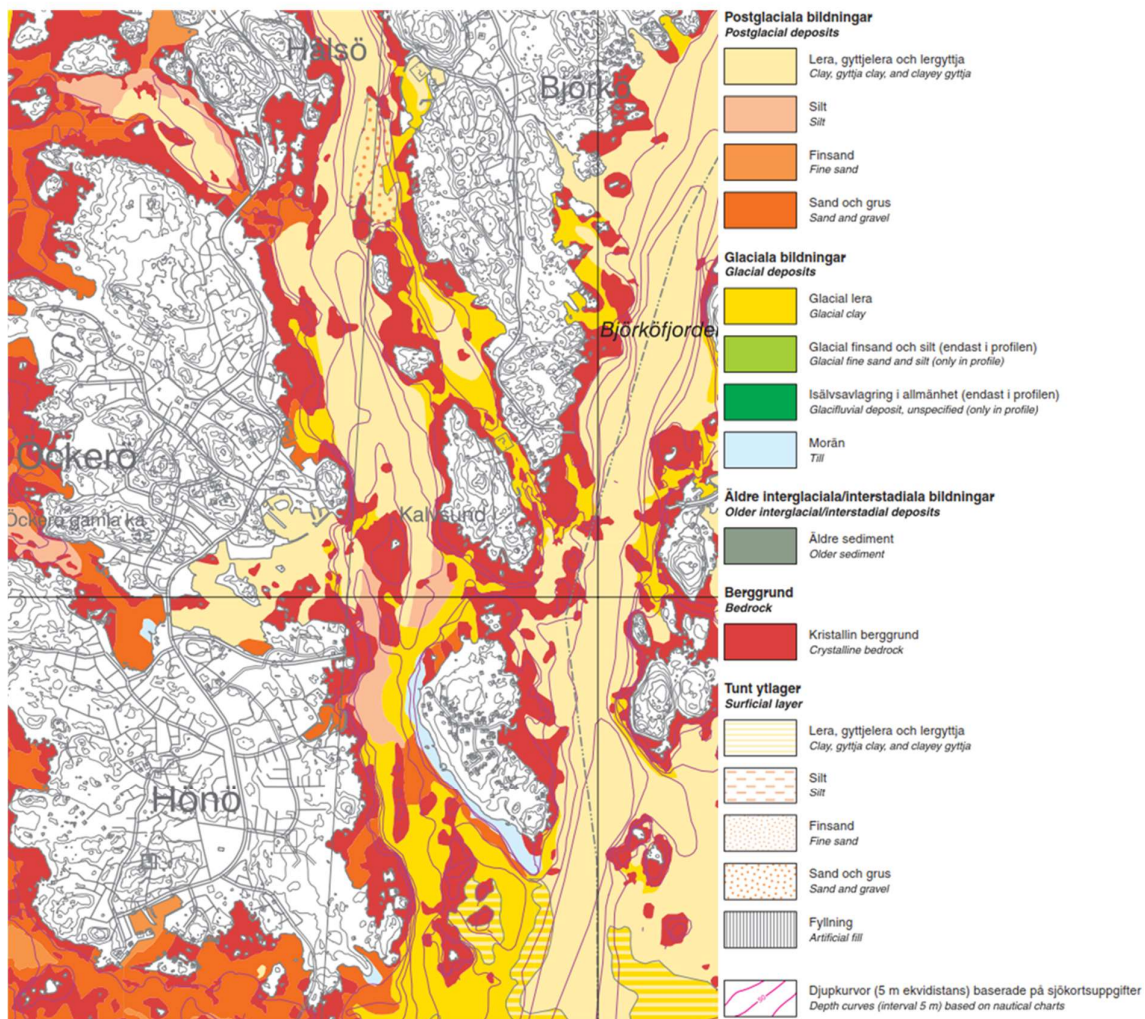 Hälsö
Björkö
Björköfjorden
Öckerö
Öckerö gamla ka
Kalvsund
Hönö
Postglaciala bildningar
Postglacial deposits
Lera, gyttjelera och lergyttja
Clay, gyttja clay, and clayey gyttja
Silt
Silt
Finsand
Fine sand
Sand och grus
Sand and gravel
Glaciala bildningar
Glacial deposits
Glacial lera
Glacial clay
Glacial finsand och silt (endast i profilen)
Glacial fine sand and silt (only in profile)
Isälvsavlagring i allmänhet (endast i profilen)
Glacifluvial deposit, unspecified (only in profile)
Morän
Till
Äldre interglaciala/interstadiala bildningar
Older interglacial/interstadial deposits
Äldre sediment
Older sediment
Berggrund
Bedrock
Kristallin berggrund
Crystalline bedrock
Tunt ytlager
Surficial layer
Lera, gyttjelera och lergyttja
Clay, gyttja clay, and clayey gyttja
Silt
Silt
Finsand
Fine sand
Sand och grus
Sand and gravel
Fyllning
Artificial fill
Djupkurvor (5 m ekvidistans) baserade på sjökortsuppgifter
Depth curves (interval 5 m) based on nautical charts